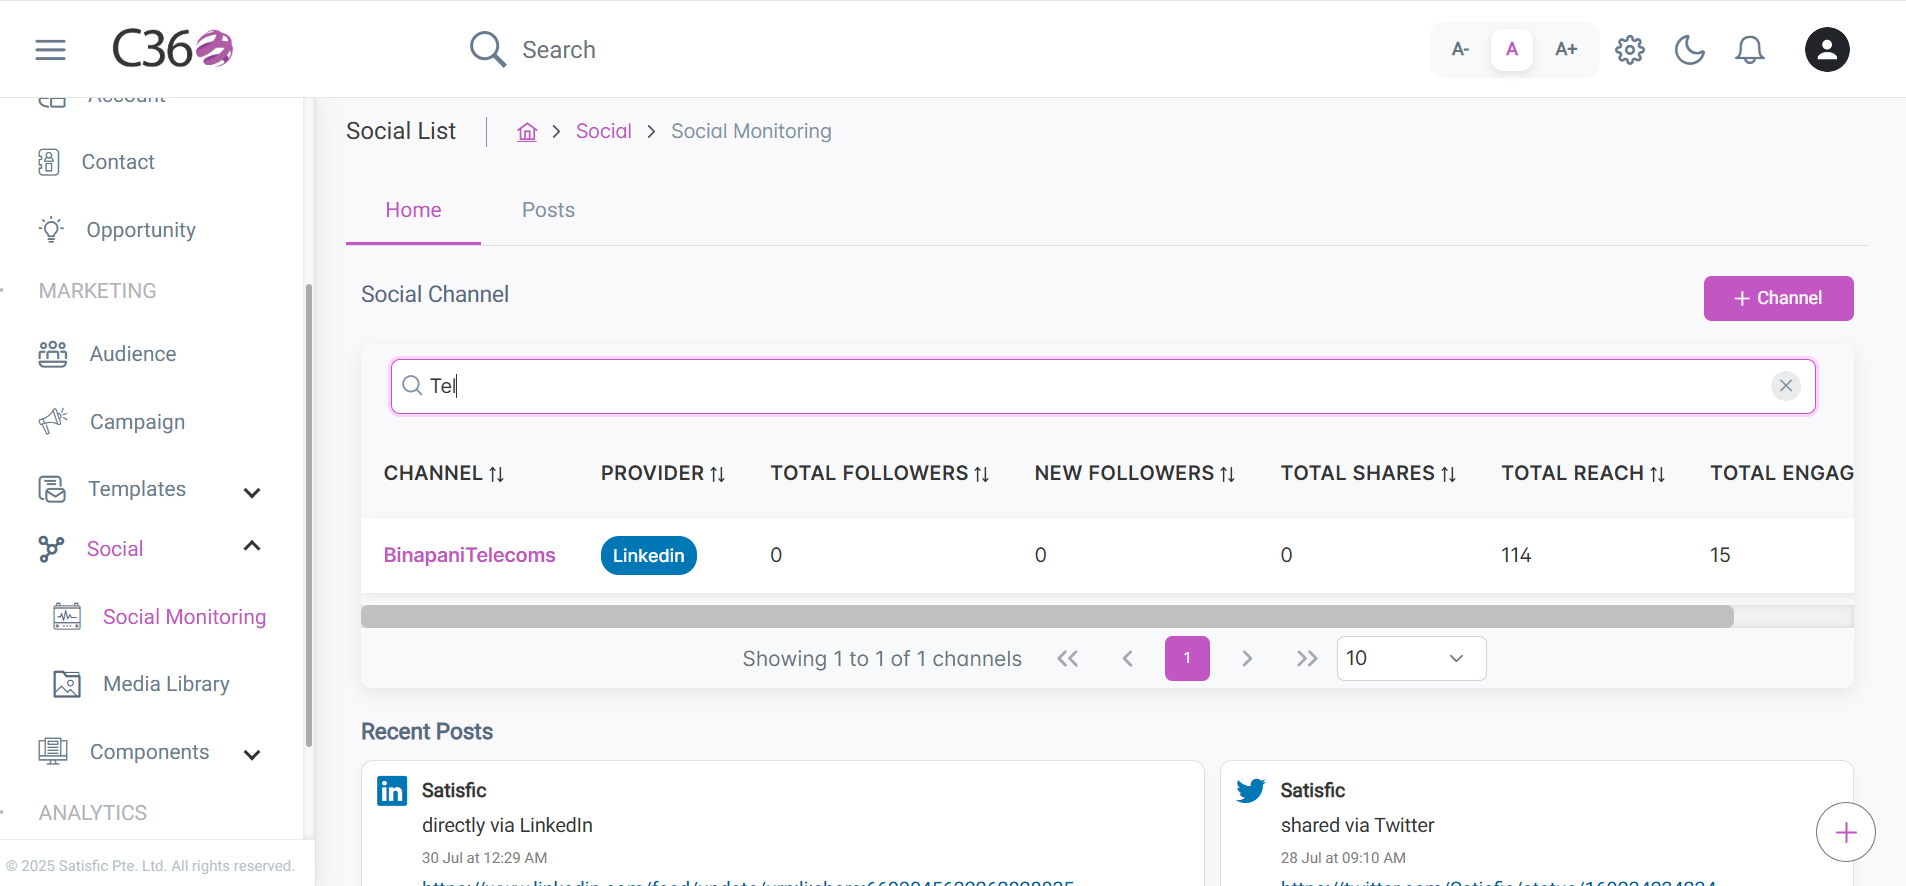 C360
Search
A-
A
A+
Account
Contact
Opportunity
MARKETING
Audience
Campaign
Templates
Social
Social Monitoring
Media Library
Components
ANALYTICS
© 2025 Satisfic Pte. Ltd. All rights reserved.
Social List
Social
Social Monitoring
Home
Posts
Social Channel
+ Channel
Tel
CHANNEL PROVIDER TOTAL FOLLOWERS NEW FOLLOWERS TOTAL SHARES TOTAL REACH TOTAL ENGAG
BinapaniTelecoms Linkedin 0 0 0 114 15
Showing 1 to 1 of 1 channels
1
10
Recent Posts
in
Satisfic
directly via LinkedIn
30 Jul at 12:29 AM
Satisfic
shared via Twitter
28 Jul at 09:10 AM